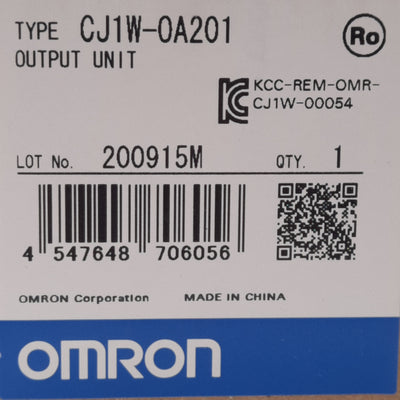 TYPE CJ1W-OA201
OUTPUT UNIT
Ro
KCC-REM-OMR-
CJ1W-00054
LOT No. 200915M QTY. 1
4 547648 706056
OMRON Corporation MADE IN CHINA
OMRON